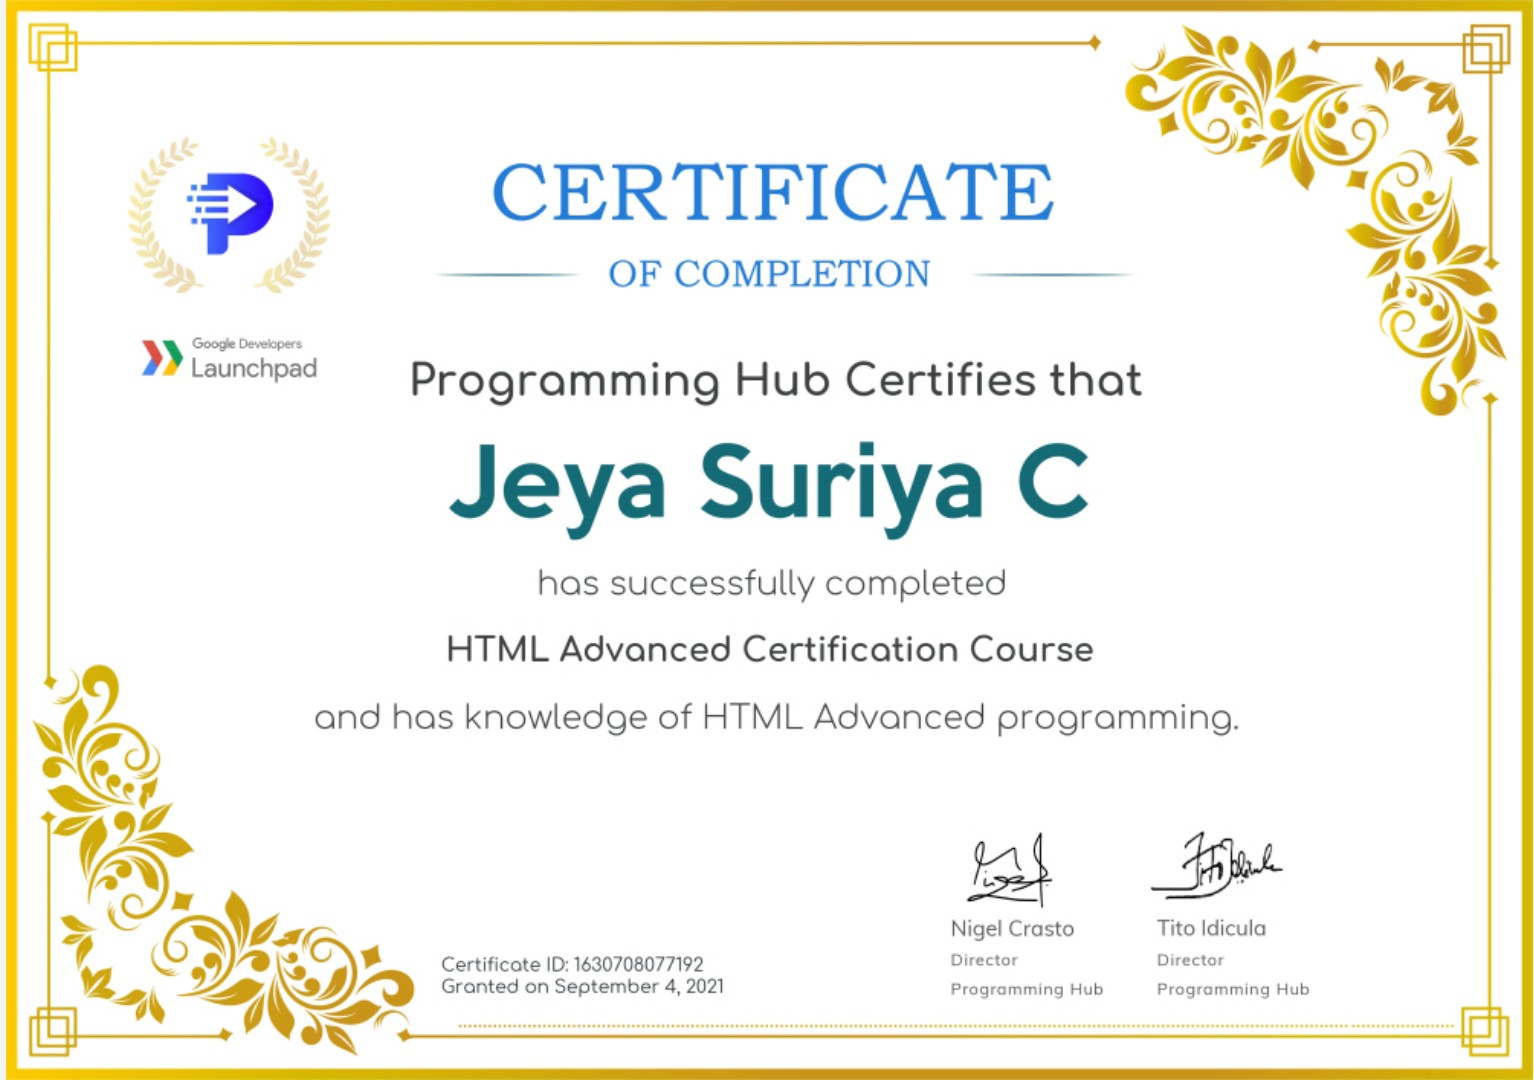 CERTIFICATE
OF COMPLETION
Google Developers
Launchpad
Programming Hub Certifies that
Jeya Suriya C
has successfully completed
HTML Advanced Certification Course
and has knowledge of HTML Advanced programming.
Nigel Crasto
Director
Programming Hub
Tito Idicula
Director
Programming Hub
Certificate ID: 1630708077192
Granted on September 4, 2021